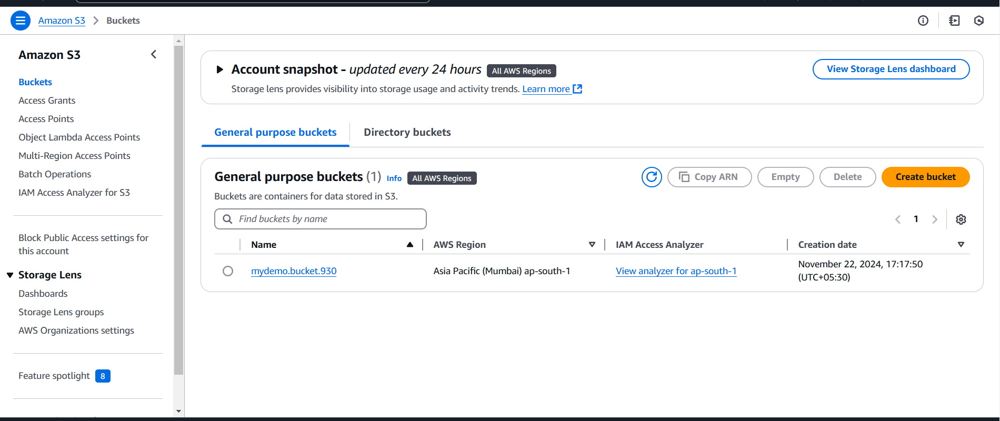 Amazon S3 > Buckets
Amazon S3
Buckets
Access Grants
Access Points
Object Lambda Access Points
Multi-Region Access Points
Batch Operations
IAM Access Analyzer for S3
Block Public Access settings for
this account
Storage Lens
Dashboards
Storage Lens groups
AWS Organizations settings
Feature spotlight 8
Account snapshot - updated every 24 hours All AWS Regions
View Storage Lens dashboard
Storage lens provides visibility into storage usage and activity trends. Learn more
General purpose buckets Directory buckets
General purpose buckets (1) Info All AWS Regions
Copy ARN Empty Delete Create bucket
Buckets are containers for data stored in S3.
Find buckets by name
1
Name AWS Region IAM Access Analyzer Creation date
mydemo.bucket.930 Asia Pacific (Mumbai) ap-south-1 View analyzer for ap-south-1 November 22, 2024, 17:17:50
(UTC+05:30)